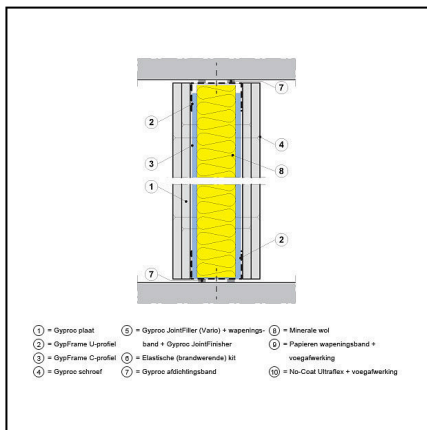 7
2
4
3
8
1
2
7
1 = Gyproc plaat
2 = GypFrame U-profiel
3 = GypFrame C-profiel
4 = Gyproc schroef
5 = Gyproc JointFiller (Vario) + wapenings-
band + Gyproc JointFinisher
6 = Elastische (brandwerende) kit
7 = Gyproc afdichtingsband
8 = Minerale wol
9 = Papieren wapeningsband +
voegafwerking
10 = No-Coat Ultraflex + voegafwerking